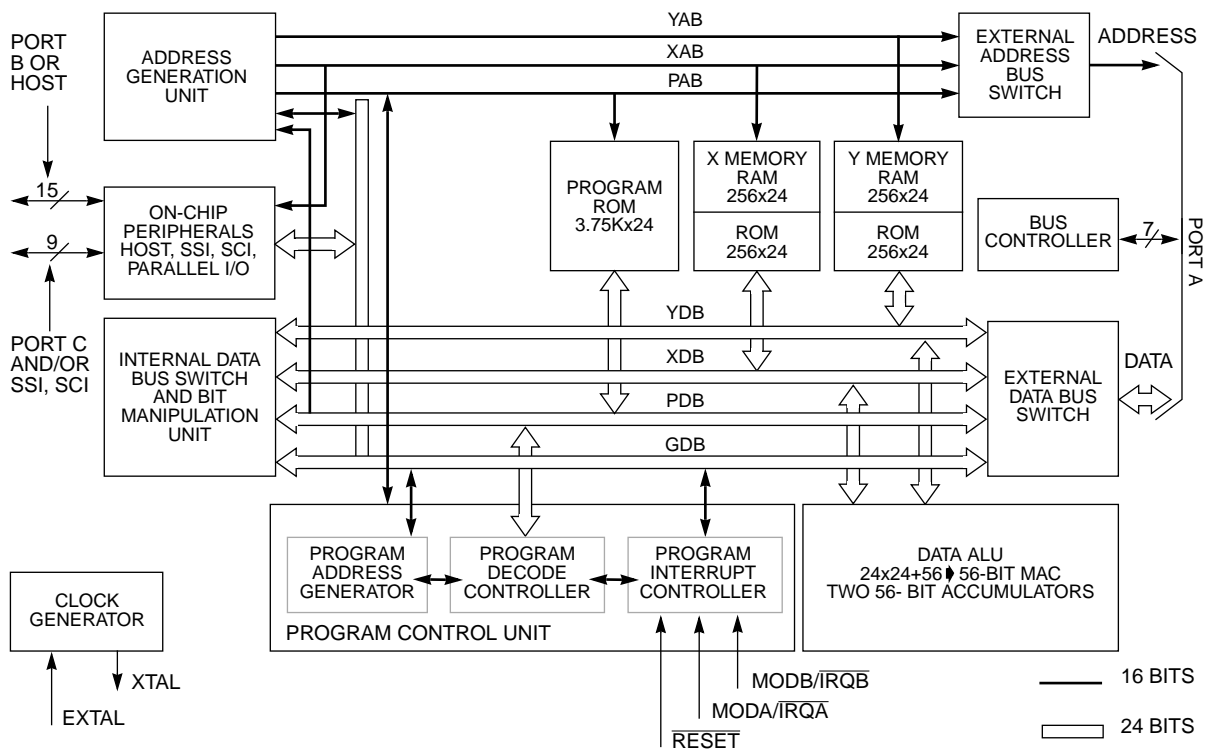 PORT
B OR
HOST
ADDRESS
GENERATION
UNIT
YAB
XAB
PAB
EXTERNAL
ADDRESS
BUS
SWITCH
ADDRESS
15
9
ON-CHIP
PERIPHERALS
HOST, SSI, SCI,
PARALLEL I/O
PROGRAM
ROM
3.75Kx24
X MEMORY
RAM
256x24
ROM
256x24
Y MEMORY
RAM
256x24
ROM
256x24
BUS
CONTROLLER
7
PORT A
PORT C
AND/OR
SSI, SCI
INTERNAL DATA
BUS SWITCH
AND BIT
MANIPULATION
UNIT
YDB
XDB
PDB
GDB
EXTERNAL
DATA BUS
SWITCH
DATA
PROGRAM
ADDRESS
GENERATOR
PROGRAM
DECODE
CONTROLLER
PROGRAM
INTERRUPT
CONTROLLER
PROGRAM CONTROL UNIT
DATA ALU
24x24+56 56-BIT MAC
TWO 56- BIT ACCUMULATORS
CLOCK
GENERATOR
XTAL
EXTAL
MODB/IRQB
MODA/IRQA
RESET
16 BITS
24 BITS